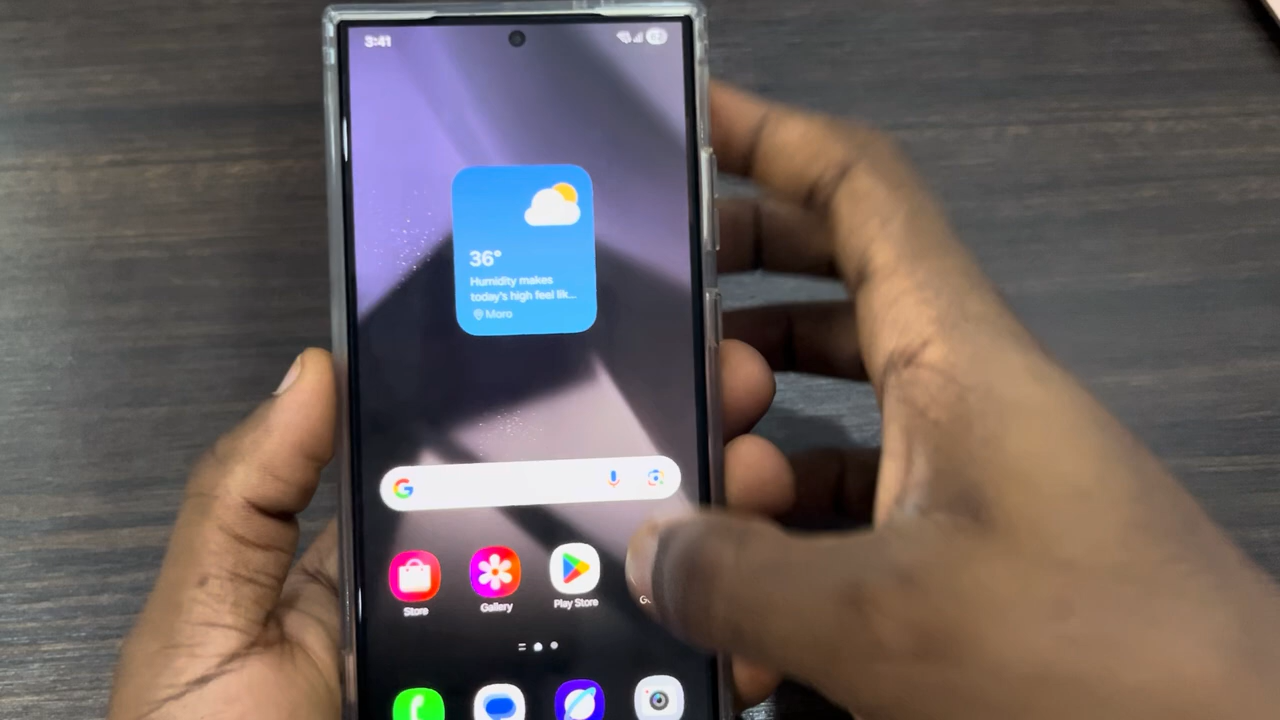 3:41
36°
Humidity makes
today's high feel lik...
Moro
G
Store
Gallery
Play Store
G